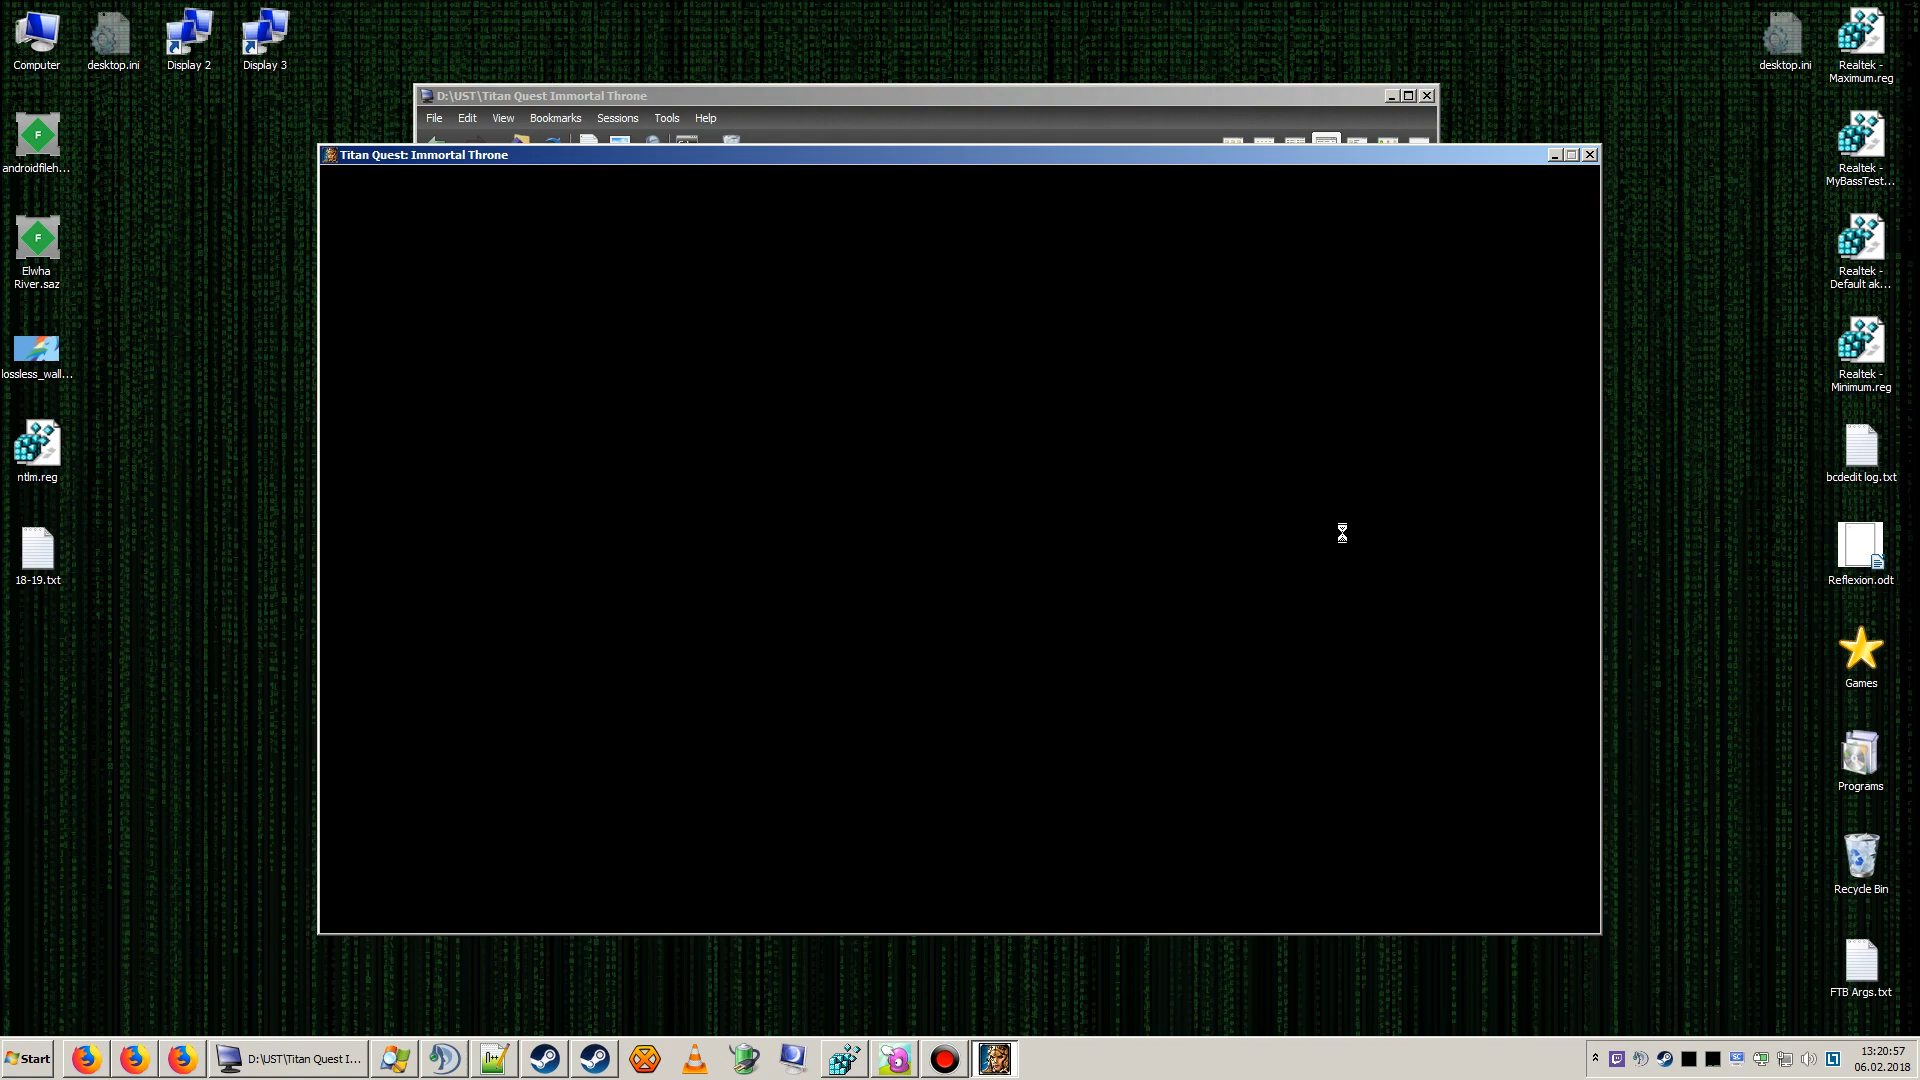 Computer
desktop.ini
Display 2
Display 3
desktop.ini
Realtek -
Maximum.reg
D:\UST\Titan Quest Immortal Throne
File Edit View Bookmarks Sessions Tools Help
Titan Quest: Immortal Throne
androidfileh...
Realtek -
MyBassTest...
Elwha
River.saz
Realtek -
Default ak...
lossless_wall...
Realtek -
Minimum.reg
ntlm.reg
bcdedit log.txt
18-19.txt
Reflexion.odt
Games
Programs
Recycle Bin
FTB Args.txt
Start
D:\UST\Titan Quest I...
13:20:57
06.02.2018